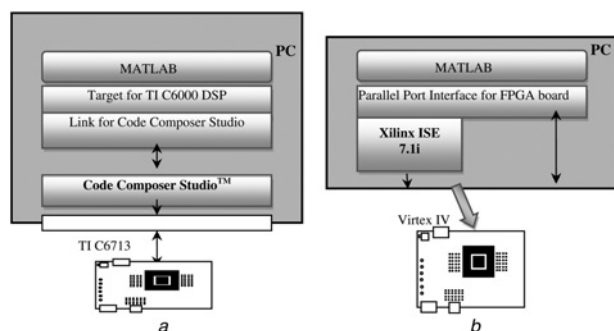 PC
MATLAB
Target for TI C6000 DSP
Link for Code Composer Studio
Code Composer Studio™
TI C6713
a
PC
MATLAB
Parallel Port Interface for FPGA board
Xilinx ISE
7.1i
Virtex IV
b